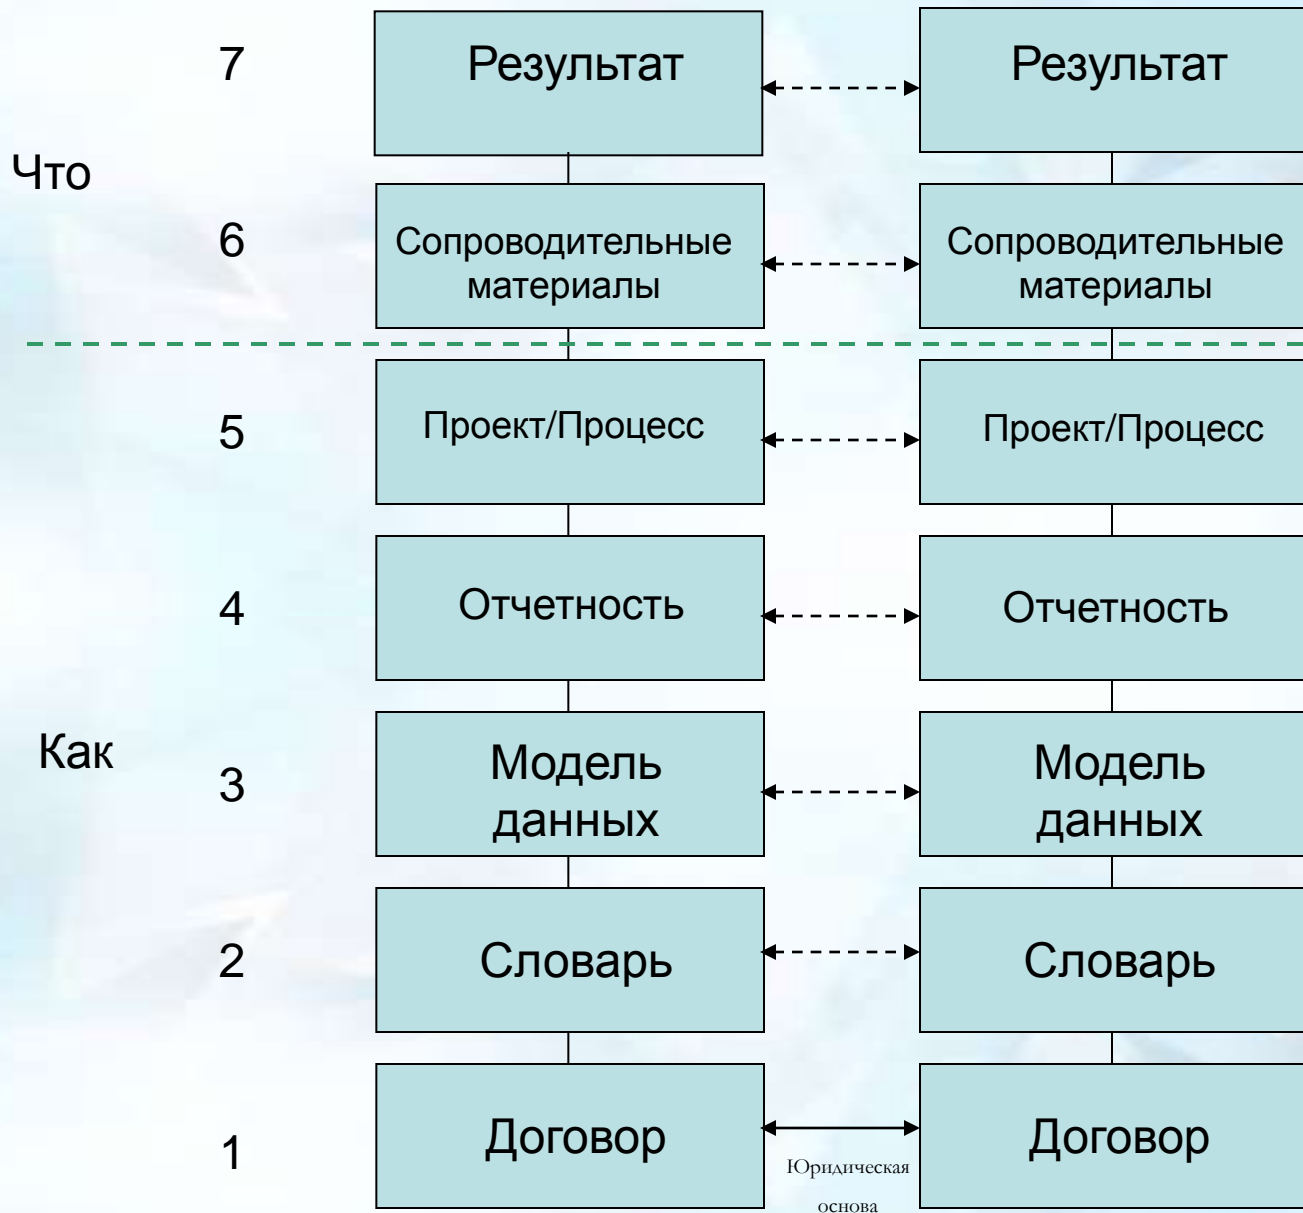 7
Результат
Результат
Что
6
Сопроводительные
материалы
Сопроводительные
материалы
5
Проект/Процесс
Проект/Процесс
4
Отчетность
Отчетность
Как
3
Модель
данных
Модель
данных
2
Словарь
Словарь
1
Договор
Юридическая
основа
Договор